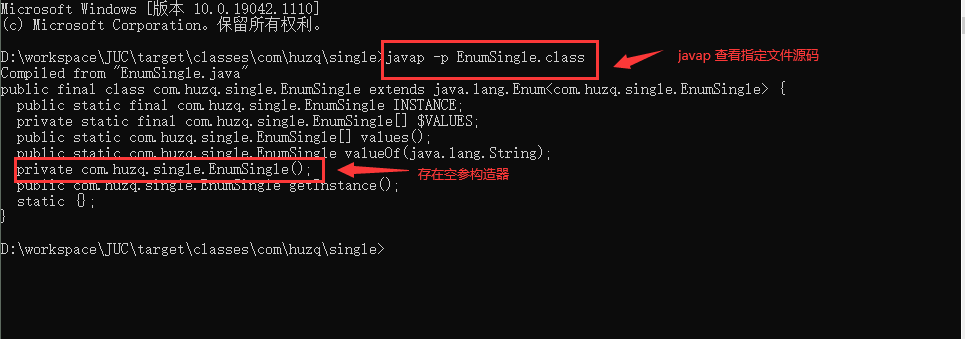 Microsoft Windows [版本 10.0.19042.1110]
(c) Microsoft Corporation。保留所有权利。
D:\workspace\JUC\target\classes\com\huzq\single>javap -p EnumSingle.class
javap 查看指定文件源码
Compiled from "EnumSingle.java"
public final class com.huzq.single.EnumSingle extends java.lang.Enum<com.huzq.single.EnumSingle> {
  public static final com.huzq.single.EnumSingle INSTANCE;
  private static final com.huzq.single.EnumSingle[] $VALUES;
  public static com.huzq.single.EnumSingle[] values();
  public static com.huzq.single.EnumSingle valueOf(java.lang.String);
  private com.huzq.single.EnumSingle();
存在空参构造器
  public com.huzq.single.EnumSingle getInstance();
  static {};
}
D:\workspace\JUC\target\classes\com\huzq\single>